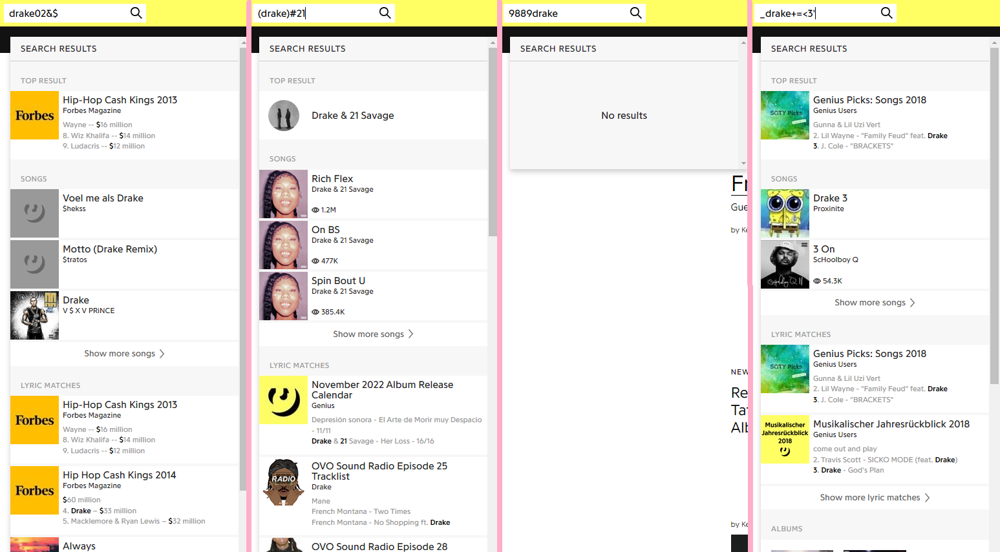 drake02&$
SEARCH RESULTS
TOP RESULT
Forbes
Hip-Hop Cash Kings 2013
Forbes Magazine
Wayne -- $16 million
8. Wiz Khalifa -- $14 million
9. Ludacris -- $12 million
SONGS
Voel me als Drake
$hekss
Motto (Drake Remix)
$tratos
Drake
V $ X V PRiNCE
Show more songs
LYRIC MATCHES
Forbes
Hip-Hop Cash Kings 2013
Forbes Magazine
Wayne -- $16 million
8. Wiz Khalifa -- $14 million
9. Ludacris -- $12 million
Forbes
Hip Hop Cash Kings 2014
Forbes Magazine
$60 million
4. Drake – $33 million
5. Macklemore & Ryan Lewis – $32 million
Always
(drake)#21
SEARCH RESULTS
TOP RESULT
Drake & 21 Savage
SONGS
Rich Flex
Drake & 21 Savage
1.2M
On BS
Drake & 21 Savage
477K
Spin Bout U
Drake & 21 Savage
385.4K
Show more songs
LYRIC MATCHES
November 2022 Album Release
Calendar
Genius
Depresión sonora - El Arte de Morir muy Despacio
- 11/11
Drake & 21 Savage - Her Loss - 16/16
RADIO
OVO Sound Radio Episode 25
Tracklist
Drake
Mane
French Montana - Two Times
French Montana - No Shopping ft. Drake
OVO Sound Radio Episode 28
9889drake
SEARCH RESULTS
No results
Fr
Gue
by Ke
NEW
Re
Tat
Alb
by Ke
_drake+=<3'
SEARCH RESULTS
TOP RESULT
SOTY Picks
Genius Picks: Songs 2018
Genius Users
Gunna & Lil Uzi Vert
2. Lil Wayne - "Family Feud" feat. Drake
3. J. Cole - "BRACKETS"
SONGS
Drake 3
Proxinite
3 On
ScHoolboy Q
54.3K
Show more songs
LYRIC MATCHES
SOTY Picks
Genius Picks: Songs 2018
Genius Users
Gunna & Lil Uzi Vert
2. Lil Wayne - "Family Feud" feat. Drake
3. J. Cole - "BRACKETS"
Musikalischer
Jahresrückblick
2018
Musikalischer Jahresrückblick 2018
Genius Users
come out and play
2. Travis Scott - SICKO MODE (feat. Drake)
3. Drake - God's Plan
Show more lyric matches
ALBUMS